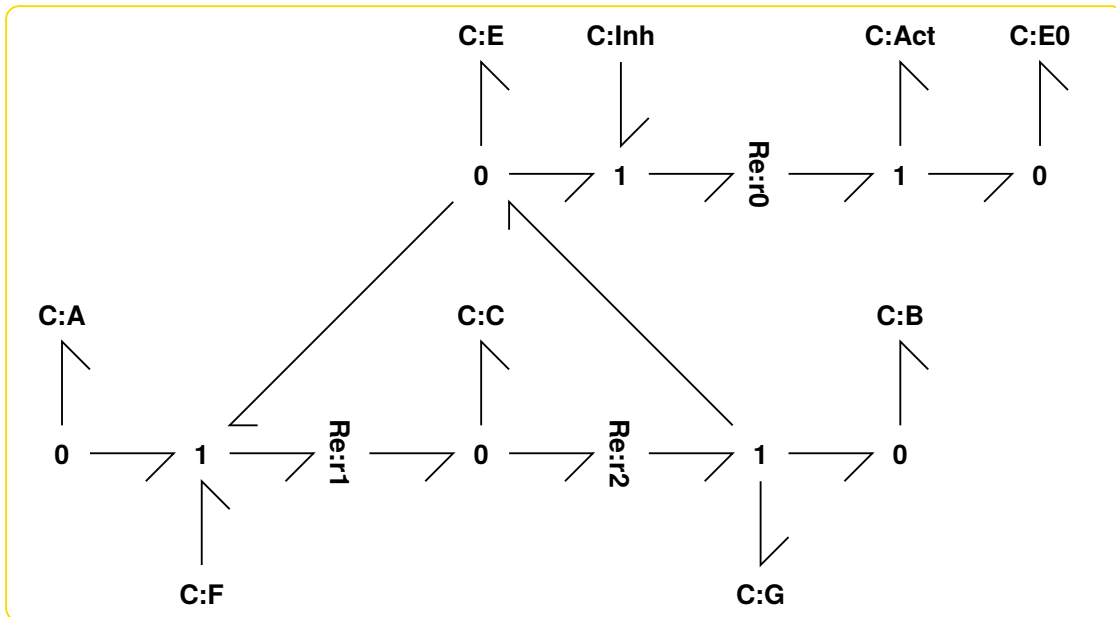 C:E C:Inh C:Act C:E0
0 1 Re:r0 1 0
C:A C:C C:B
0 1 Re:r1 0 Re:r2 1 0
C:F C:G